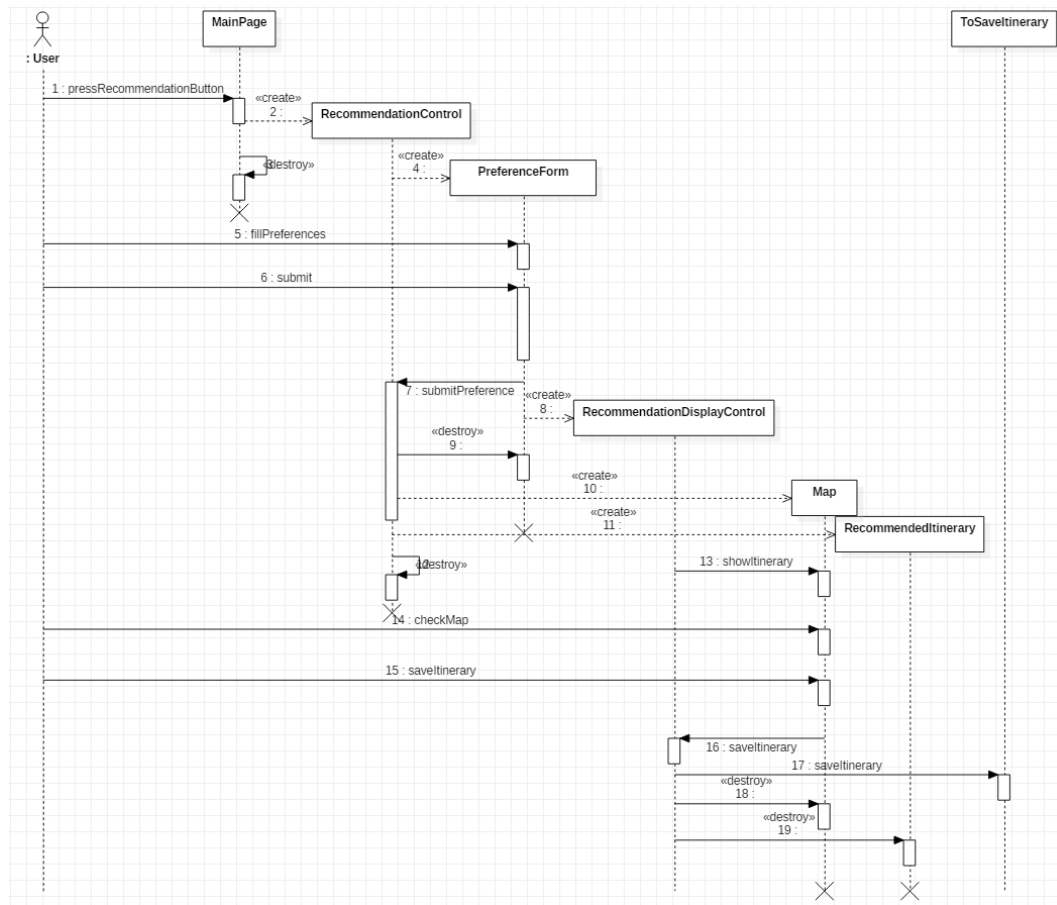 MainPage
ToSaveItinerary
: User
1 : pressRecommendationButton
«create»
2 :
RecommendationControl
«destroy»
«create»
4 :
PreferenceForm
5 : fillPreferences
6 : submit
7 : submitPreference
«create»
8 :
RecommendationDisplayControl
«destroy»
9 :
«create»
10 :
Map
«create»
11 :
RecommendedItinerary
13 : showItinerary
«destroy»
14 : checkMap
15 : saveItinerary
16 : saveItinerary
17 : saveItinerary
«destroy»
18 :
«destroy»
19 :